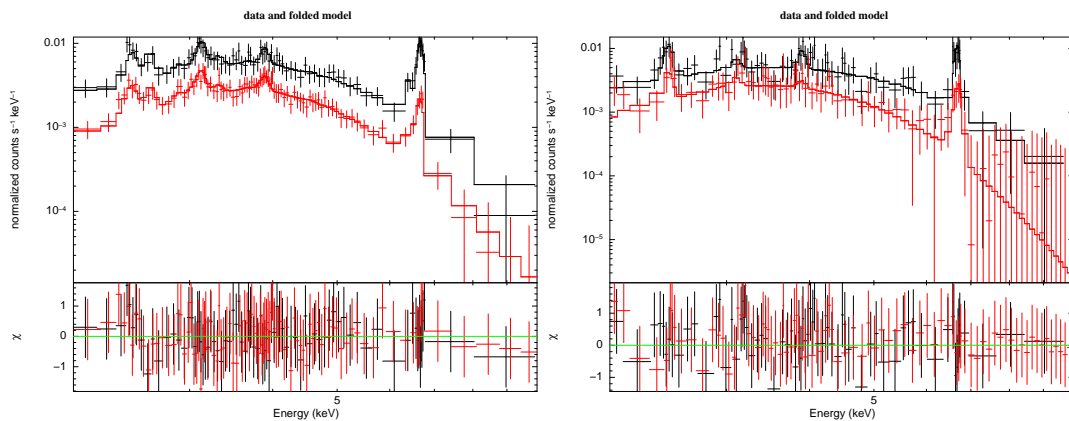 data and folded model
normalized counts s⁻¹ keV⁻¹
0.01
10⁻³
10⁻⁴
χ
1
0
−1
5
Energy (keV)
data and folded model
normalized counts s⁻¹ keV⁻¹
0.01
10⁻³
10⁻⁴
10⁻⁵
χ
1
0
−1
5
Energy (keV)